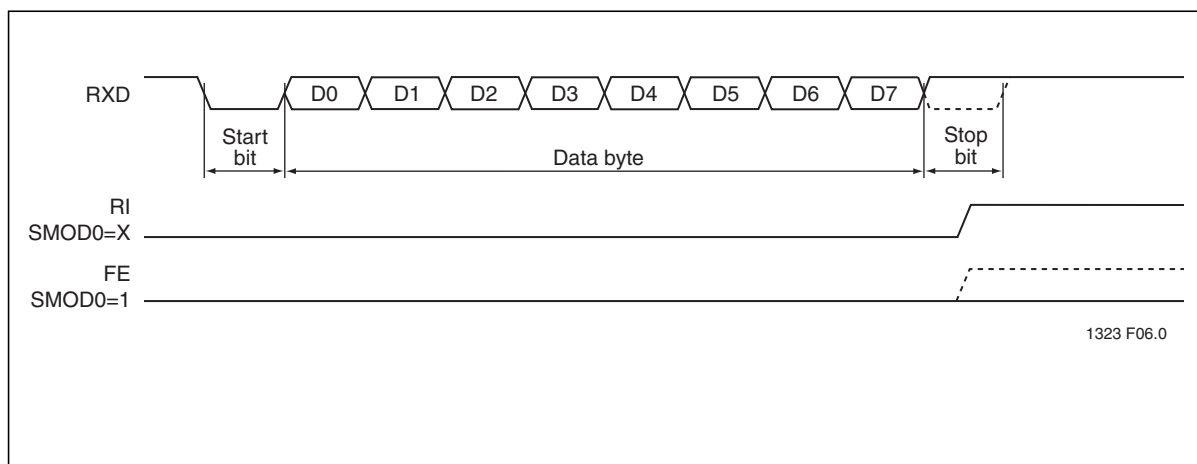 RXD
D0 D1 D2 D3 D4 D5 D6 D7
Start
bit
Data byte
Stop
bit
RI
SMOD0=X
FE
SMOD0=1
1323 F06.0